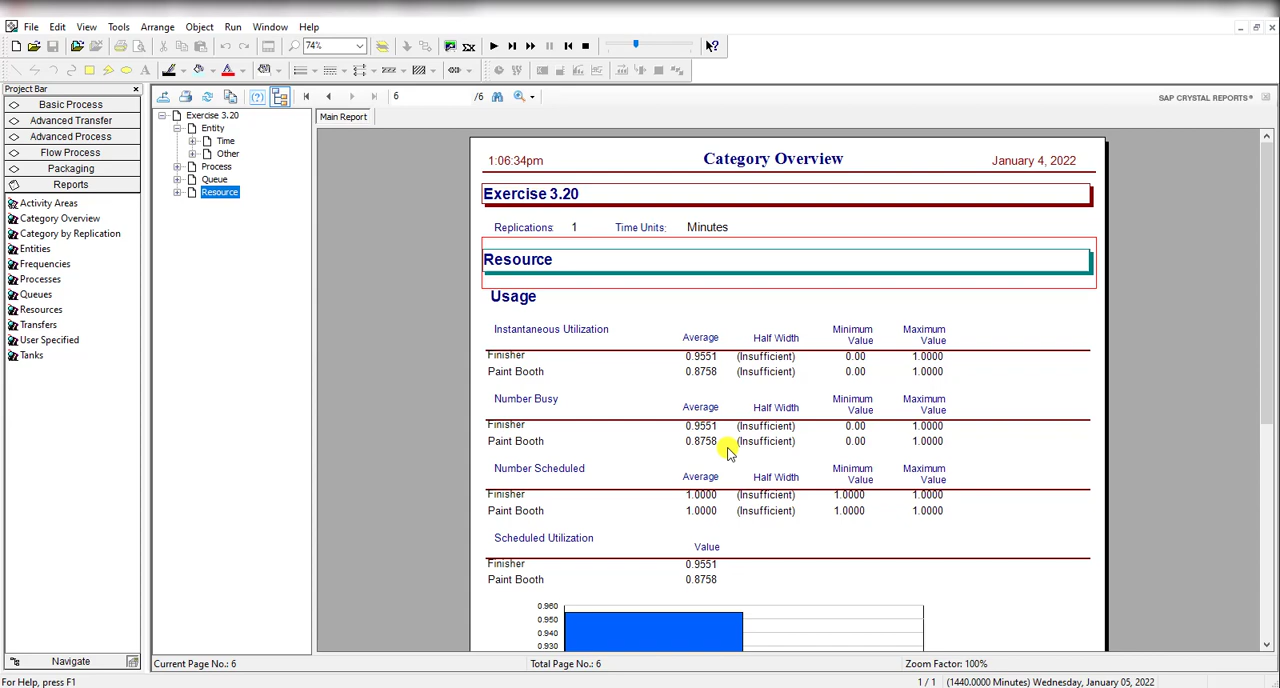 File Edit View Tools Arrange Object Run Window Help
74%
Project Bar
Basic Process
Advanced Transfer
Advanced Process
Flow Process
Packaging
Reports
Activity Areas
Category Overview
Category by Replication
Entities
Frequencies
Processes
Queues
Resources
Transfers
User Specified
Tanks
Navigate
6 /6
SAP CRYSTAL REPORTS®
Exercise 3.20
Entity
Time
Other
Process
Queue
Resource
Main Report
1:06:34pm Category Overview January 4, 2022
Exercise 3.20
Replications: 1 Time Units: Minutes
Resource
Usage
Instantaneous Utilization Average Half Width Minimum Value Maximum Value
Finisher 0.9551 (Insufficient) 0.00 1.0000
Paint Booth 0.8758 (Insufficient) 0.00 1.0000
Number Busy Average Half Width Minimum Value Maximum Value
Finisher 0.9551 (Insufficient) 0.00 1.0000
Paint Booth 0.8758 (Insufficient) 0.00 1.0000
Number Scheduled Average Half Width Minimum Value Maximum Value
Finisher 1.0000 (Insufficient) 1.0000 1.0000
Paint Booth 1.0000 (Insufficient) 1.0000 1.0000
Scheduled Utilization Value
Finisher 0.9551
Paint Booth 0.8758
0.960
0.950
0.940
0.930
Current Page No.: 6 Total Page No.: 6 Zoom Factor: 100%
For Help, press F1 1 / 1 (1440.0000 Minutes) Wednesday, January 05, 2022